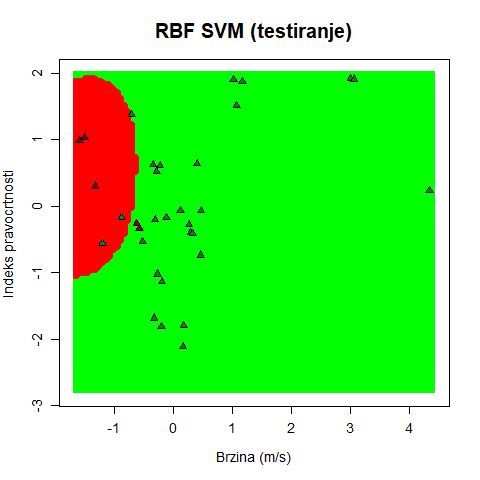 RBF SVM (testiranje)
Indeks pravocrtnosti
2
1
0
-1
-2
-3
-1 0 1 2 3 4
Brzina (m/s)